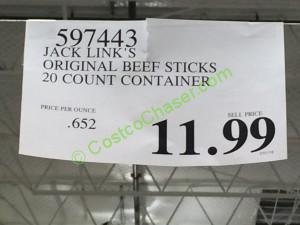 597443
JACK LINK'S
ORIGINAL BEEF STICKS
20 COUNT CONTAINER
PRICE PER OUNCE
.652
SELL PRICE
11.99
CostcoChaser.com